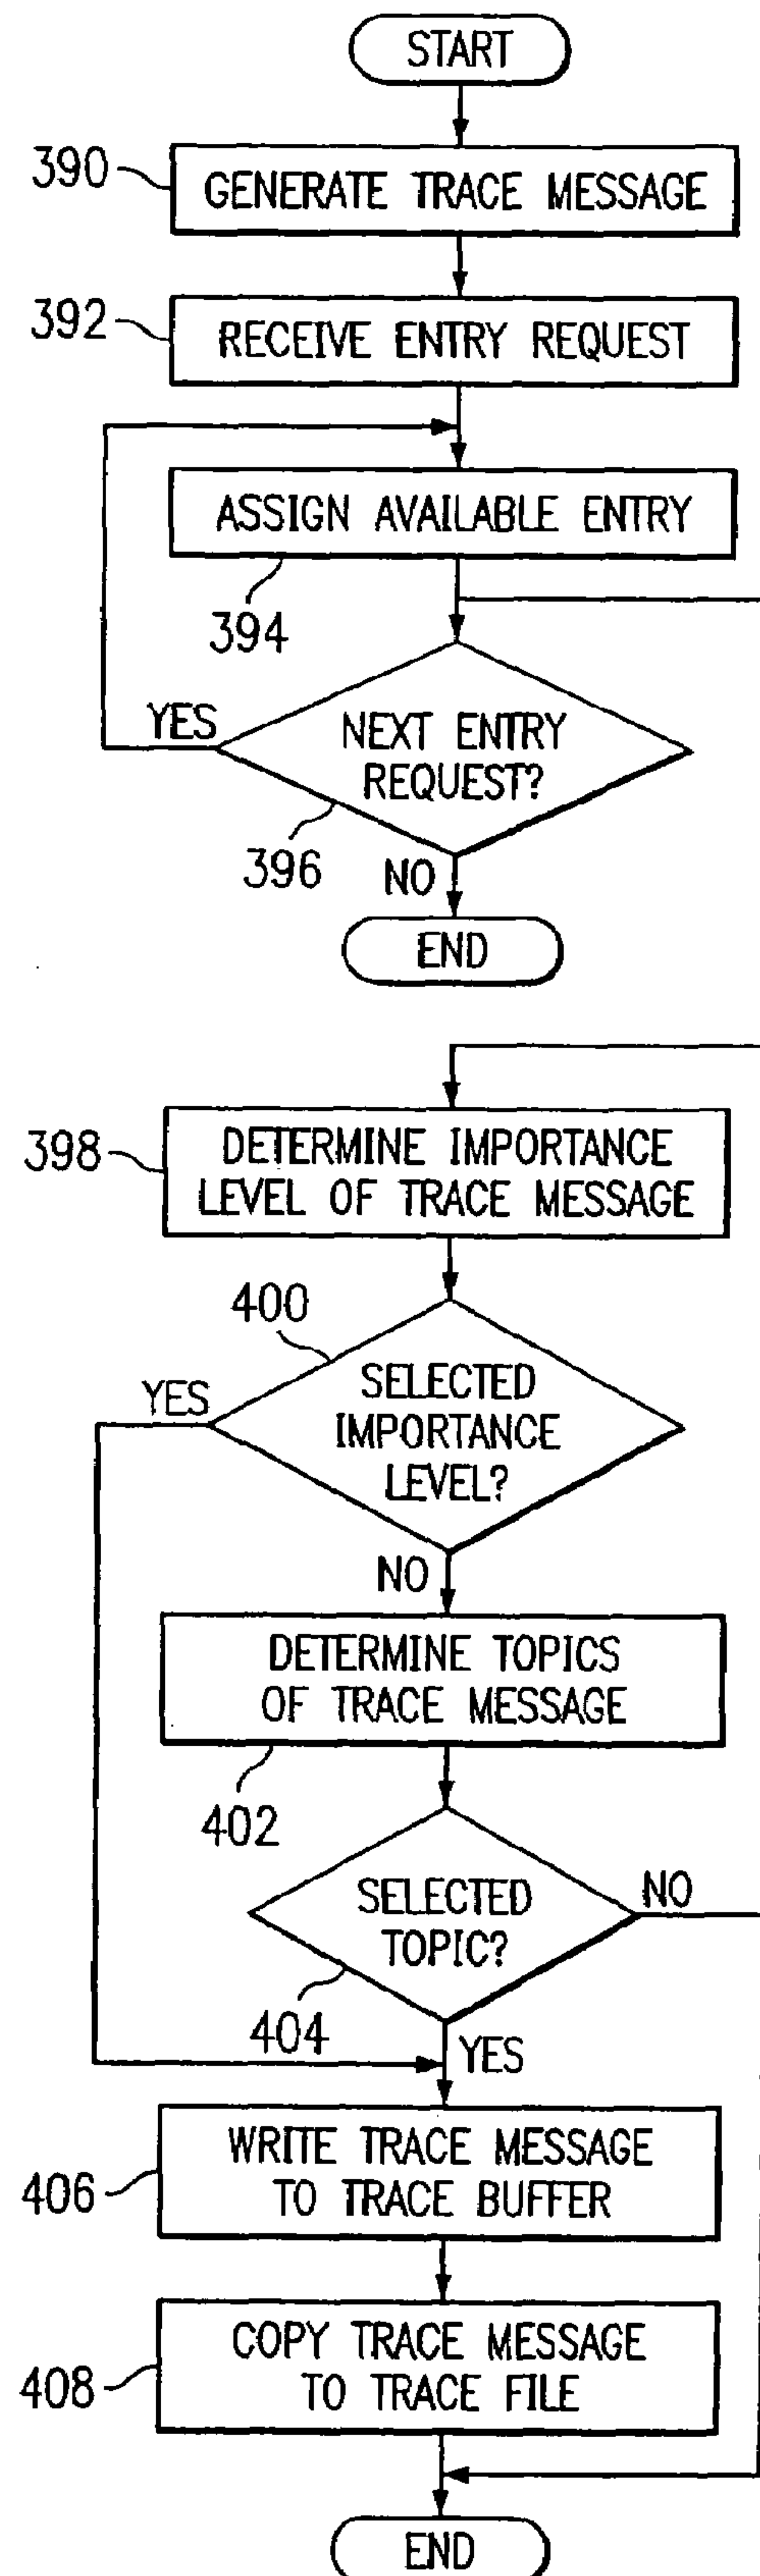 START
390
GENERATE TRACE MESSAGE
392
RECEIVE ENTRY REQUEST
ASSIGN AVAILABLE ENTRY
394
YES
NEXT ENTRY
REQUEST?
396
NO
END
398
DETERMINE IMPORTANCE
LEVEL OF TRACE MESSAGE
400
YES
SELECTED
IMPORTANCE
LEVEL?
NO
DETERMINE TOPICS
OF TRACE MESSAGE
402
SELECTED
TOPIC?
NO
404
YES
406
WRITE TRACE MESSAGE
TO TRACE BUFFER
408
COPY TRACE MESSAGE
TO TRACE FILE
END